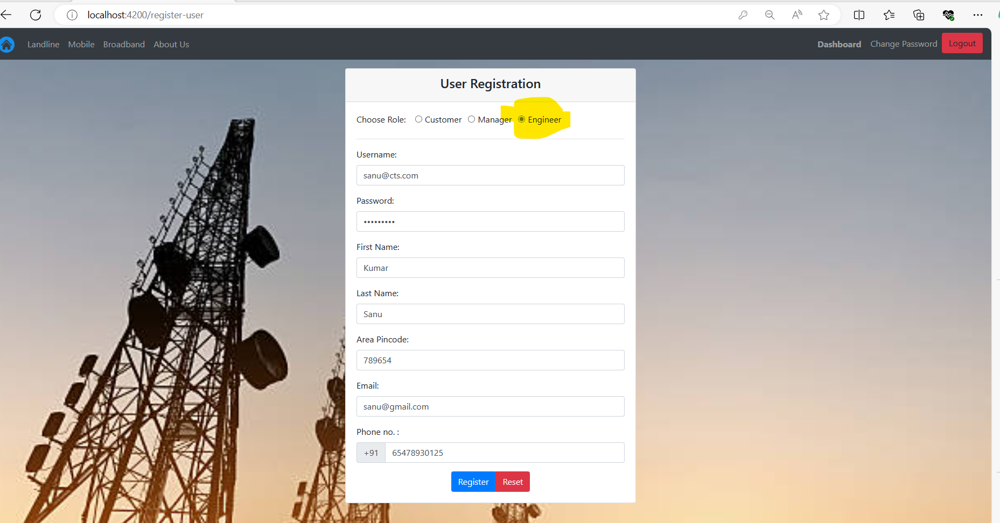 localhost:4200/register-user
Landline Mobile Broadband About Us Dashboard Change Password Logout
User Registration
Choose Role: Customer Manager Engineer
Username:
sanu@cts.com
Password:
•••••••••
First Name:
Kumar
Last Name:
Sanu
Area Pincode:
789654
Email:
sanu@gmail.com
Phone no. :
+91 65478930125
Register Reset